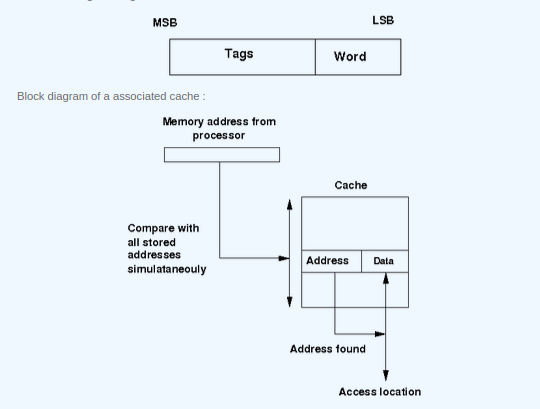 MSB
LSB
Tags
Word
Block diagram of a associated cache :
Memory address from
processor
Cache
Compare with
all stored
addresses
simulataneouly
Address
Data
Address found
Access location